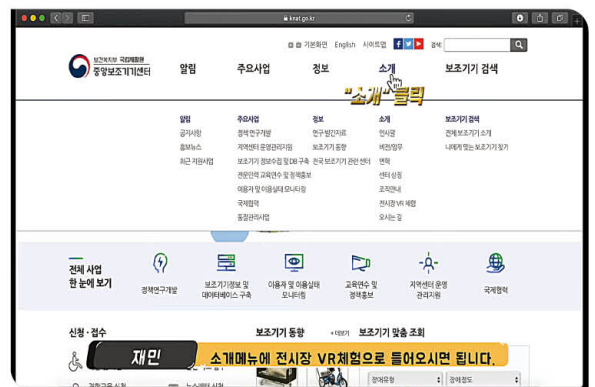 knat.go.kr
기본화면 English 사이트맵 검색
보건복지부 국립재활원
중앙보조기기센터
알림 주요사업 정보 소개 보조기기 검색
"소개" 클릭
알림 주요사업 정보 소개 보조기기 검색
공지사항 정책연구개발 연구·발간자료 인사말 전체 보조기기 소개
홍보뉴스 지역센터 운영관리지원 보조기기 동향 비전/임무 나에게 맞는 보조기기 찾기
최근 지원사업 보조기기 정보수집 및 DB 구축 전국 보조기기 관련 센터 연혁
전문인력 교육연수 및 정책홍보 센터 상징
이용자 및 이용실태 모니터링 조직안내
국제협력 전시장 VR 체험
품질관리사업 오시는 길
전체 사업
한 눈에 보기
정책연구개발
보조기기정보 및
데이터베이스 구축
이용자 및 이용실태
모니터링
교육연수 및
정책홍보
지역센터 운영
관리지원
국제협력
신청·접수 보조기기 동향 +더보기 보조기기 맞춤 조회
재민 소개메뉴에 전시장 VR체험으로 들어오시면 됩니다.
장애유형 장애정도